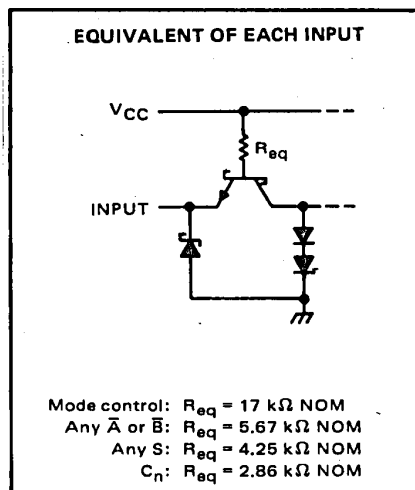 EQUIVALENT OF EACH INPUT
VCC
Req
INPUT
Mode control: Req = 17 kΩ NOM
Any A̅ or B̅: Req = 5.67 kΩ NOM
Any S: Req = 4.25 kΩ NOM
Cn: Req = 2.86 kΩ NOM